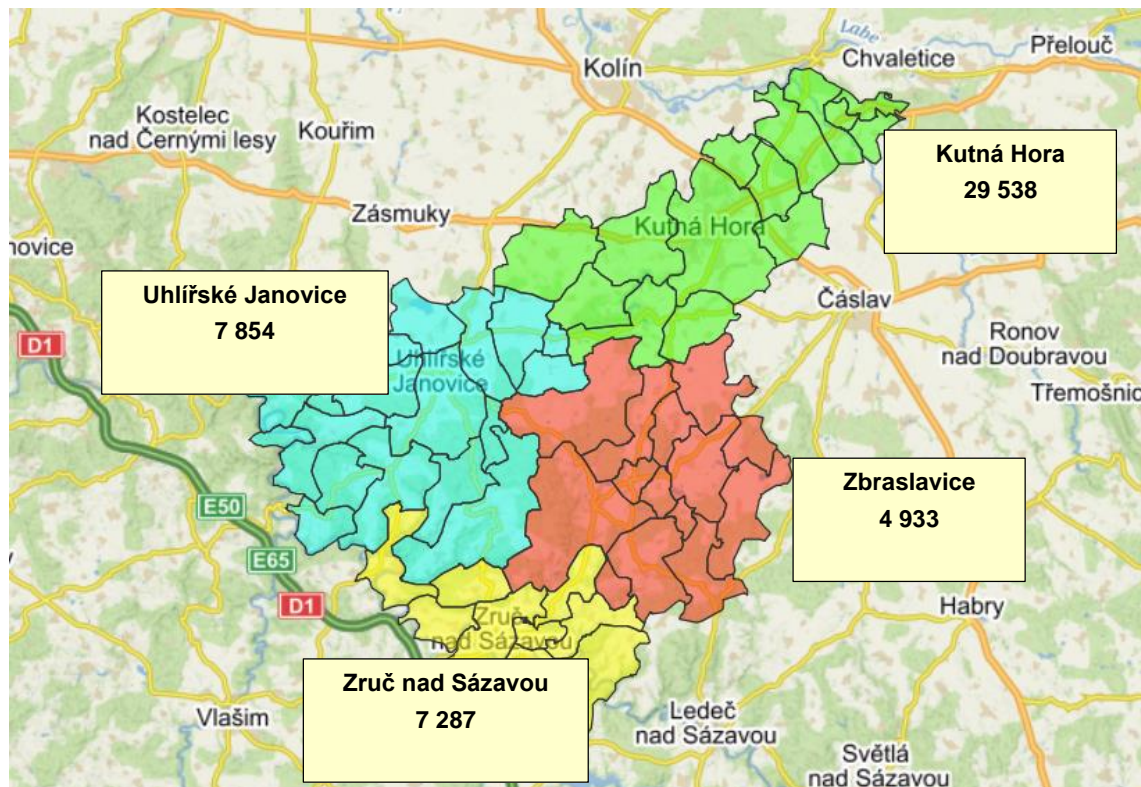 Labe
Chvaletice
Přelouč
Kolín
Kostelec
nad Černými lesy
Kouřim
Kutná Hora
29 538
Zásmuky
Kutná Hora
novice
Uhlířské Janovice
7 854
Čáslav
D1
Ronov
nad Doubravou
Uhlířské
Janovice
Třemošnic
Zbraslavice
4 933
E50
E65
D1
Habry
Zruč
nad Sázavou
Zruč nad Sázavou
7 287
Vlašim
Ledeč
nad Sázavou
Světlá
nad Sázavou